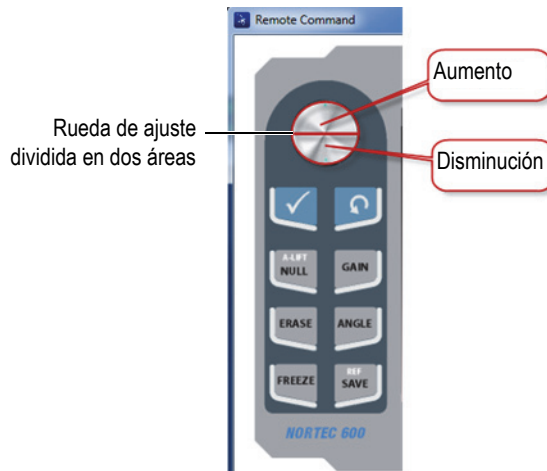 Remote Command
Aumento
Rueda de ajuste
dividida en dos áreas
Disminución
A-LIFT
NULL
GAIN
ERASE
ANGLE
FREEZE
REF
SAVE
NORTEC 600